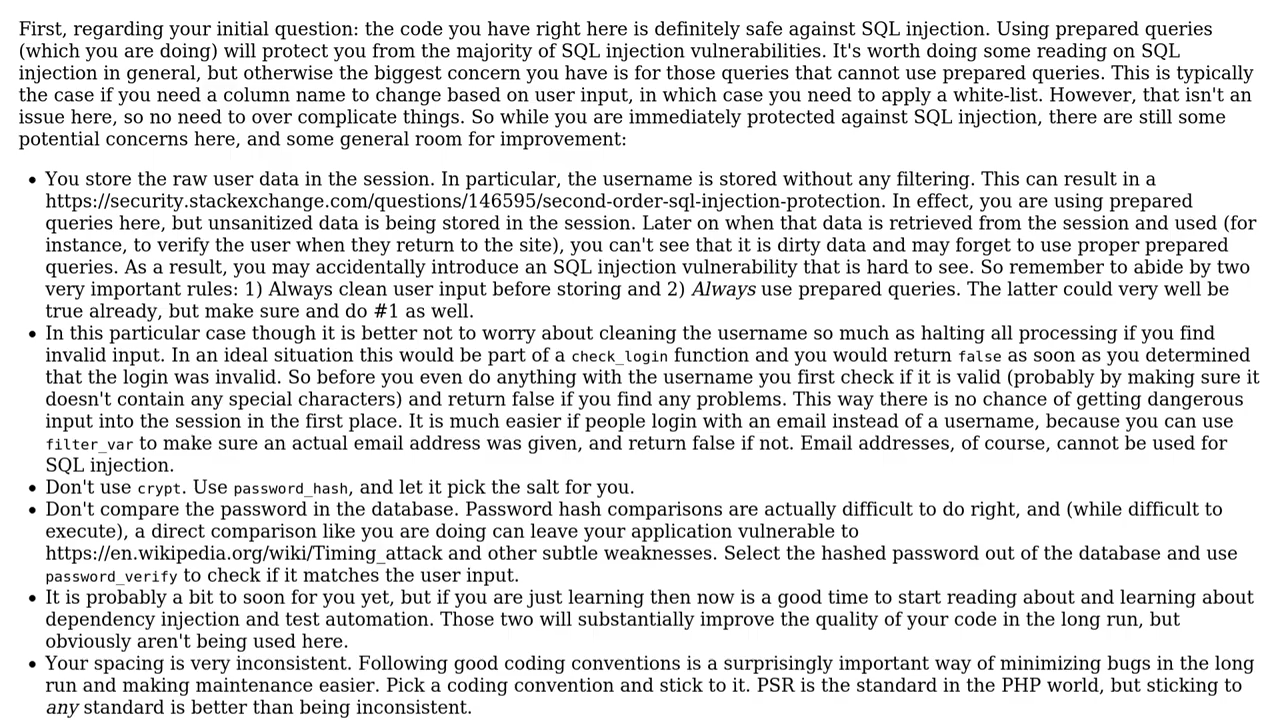 First, regarding your initial question: the code you have right here is definitely safe against SQL injection. Using prepared queries
(which you are doing) will protect you from the majority of SQL injection vulnerabilities. It's worth doing some reading on SQL
injection in general, but otherwise the biggest concern you have is for those queries that cannot use prepared queries. This is typically
the case if you need a column name to change based on user input, in which case you need to apply a white-list. However, that isn't an
issue here, so no need to over complicate things. So while you are immediately protected against SQL injection, there are still some
potential concerns here, and some general room for improvement:
• You store the raw user data in the session. In particular, the username is stored without any filtering. This can result in a
https://security.stackexchange.com/questions/146595/second-order-sql-injection-protection. In effect, you are using prepared
queries here, but unsanitized data is being stored in the session. Later on when that data is retrieved from the session and used (for
instance, to verify the user when they return to the site), you can't see that it is dirty data and may forget to use proper prepared
queries. As a result, you may accidentally introduce an SQL injection vulnerability that is hard to see. So remember to abide by two
very important rules: 1) Always clean user input before storing and 2) Always use prepared queries. The latter could very well be
true already, but make sure and do #1 as well.
• In this particular case though it is better not to worry about cleaning the username so much as halting all processing if you find
invalid input. In an ideal situation this would be part of a check_login function and you would return false as soon as you determined
that the login was invalid. So before you even do anything with the username you first check if it is valid (probably by making sure it
doesn't contain any special characters) and return false if you find any problems. This way there is no chance of getting dangerous
input into the session in the first place. It is much easier if people login with an email instead of a username, because you can use
filter_var to make sure an actual email address was given, and return false if not. Email addresses, of course, cannot be used for
SQL injection.
• Don't use crypt. Use password_hash, and let it pick the salt for you.
• Don't compare the password in the database. Password hash comparisons are actually difficult to do right, and (while difficult to
execute), a direct comparison like you are doing can leave your application vulnerable to
https://en.wikipedia.org/wiki/Timing_attack and other subtle weaknesses. Select the hashed password out of the database and use
password_verify to check if it matches the user input.
• It is probably a bit to soon for you yet, but if you are just learning then now is a good time to start reading about and learning about
dependency injection and test automation. Those two will substantially improve the quality of your code in the long run, but
obviously aren't being used here.
• Your spacing is very inconsistent. Following good coding conventions is a surprisingly important way of minimizing bugs in the long
run and making maintenance easier. Pick a coding convention and stick to it. PSR is the standard in the PHP world, but sticking to
any standard is better than being inconsistent.